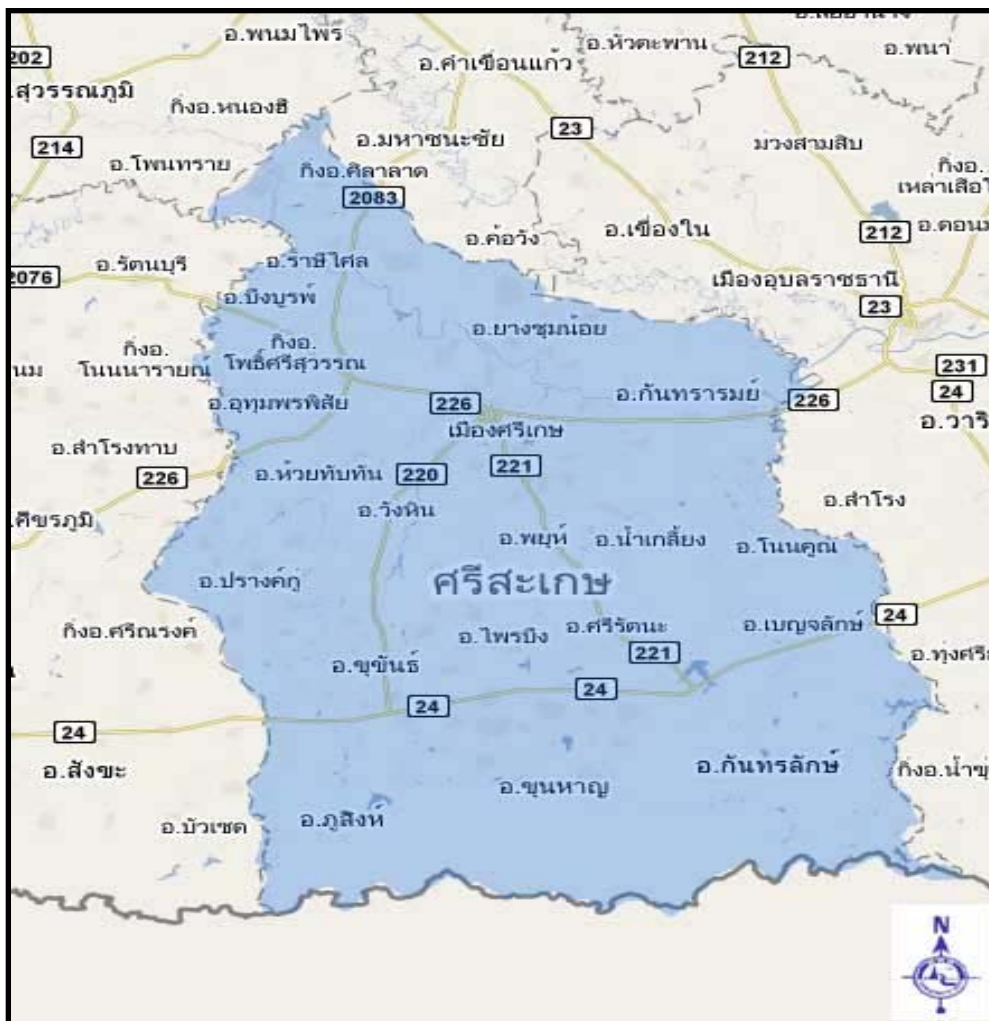 อ.พนมไพร
202
อ.หัวตะพาน
อ.พนา
212
อ.คำเขื่อนแก้ว
.สุวรรณภูมิ
กิ่งอ.หนองฮี
23
214
อ.มหาชนะชัย
ม่วงสามสิบ
อ.โพนทราย
กิ่งอ.ศิลาลาด
กิ่งอ.
เหล่าเสือโ
2083
อ.ค้อวัง
อ.เขื่องใน
212
อ.ดอนม
อ.ราษีไศล
อ.รัตนบุรี
2076
เมืองอุบลราชธานี
อ.บึงบูรพ์
23
อ.ยางชุมน้อย
กิ่งอ.
โพธิ์ศรีสุวรรณ
กิ่งอ.
โนนนารายณ์
นม
231
24
อ.กันทรารมย์
226
226
อ.อุทุมพรพิสัย
อ.วาริ
เมืองศรีเกษ
อ.สำโรงทาบ
226
อ.ห้วยทับทัน
220
221
อ.สำโรง
อ.วังหิน
.ศีขรภูมิ
อ.พยุห์
อ.น้ำเกลี้ยง
อ.โนนคูณ
อ.ปรางค์กู่
ศรีสะเกษ
24
กิ่งอ.ศรีณรงค์
อ.ไพรบึง
อ.ศรีรัตนะ
อ.เบญจลักษ์
221
อ.ทุ่งศรีอ
อ.ขุขันธ์
24
24
24
อ.สังขะ
อ.กันทรลักษ์
กิ่งอ.น้ำขุ
อ.ขุนหาญ
อ.ภูสิงห์
อ.บัวเชด
N